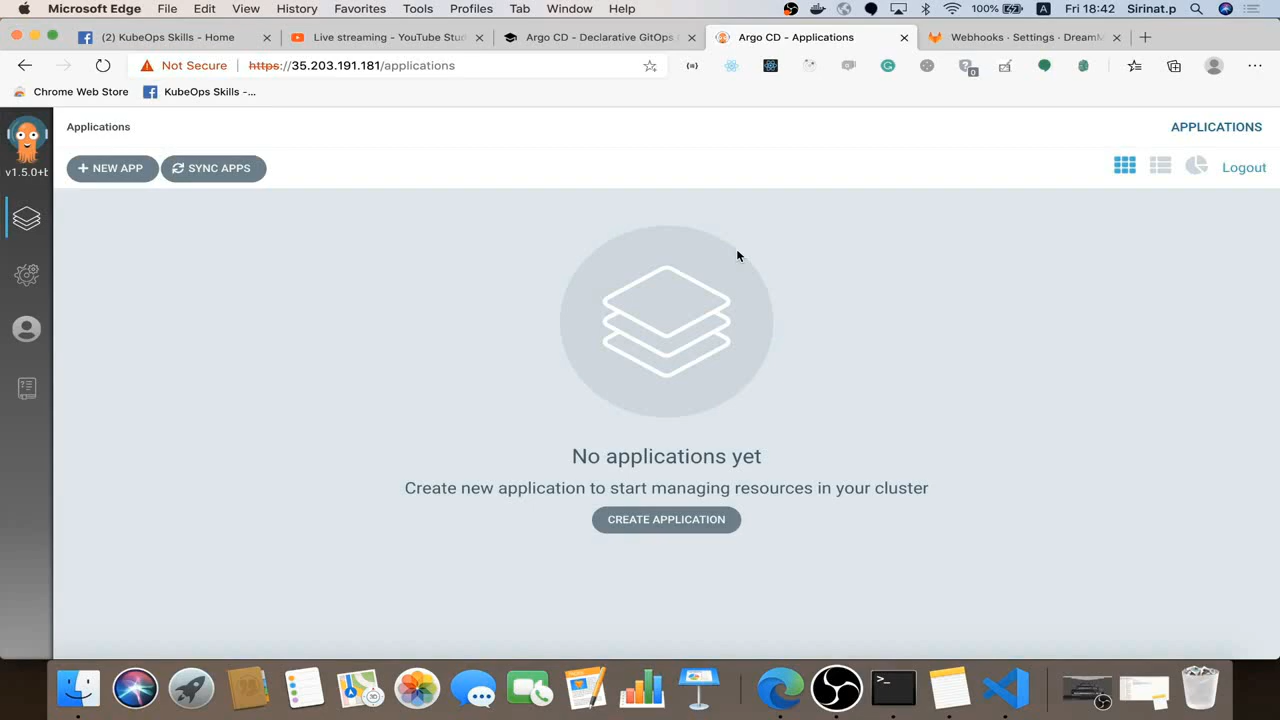 Microsoft Edge File Edit View History Favorites Tools Profiles Tab Window Help 100% A Fri 18:42 Sirinat.p
(2) KubeOps Skills - Home Live streaming - YouTube Stud Argo CD - Declarative GitOps Argo CD - Applications Webhooks · Settings · DreamM
Not Secure https://35.203.191.181/applications
Chrome Web Store KubeOps Skills -...
Applications APPLICATIONS
v1.5.0+b
NEW APP SYNC APPS Logout
No applications yet
Create new application to start managing resources in your cluster
CREATE APPLICATION